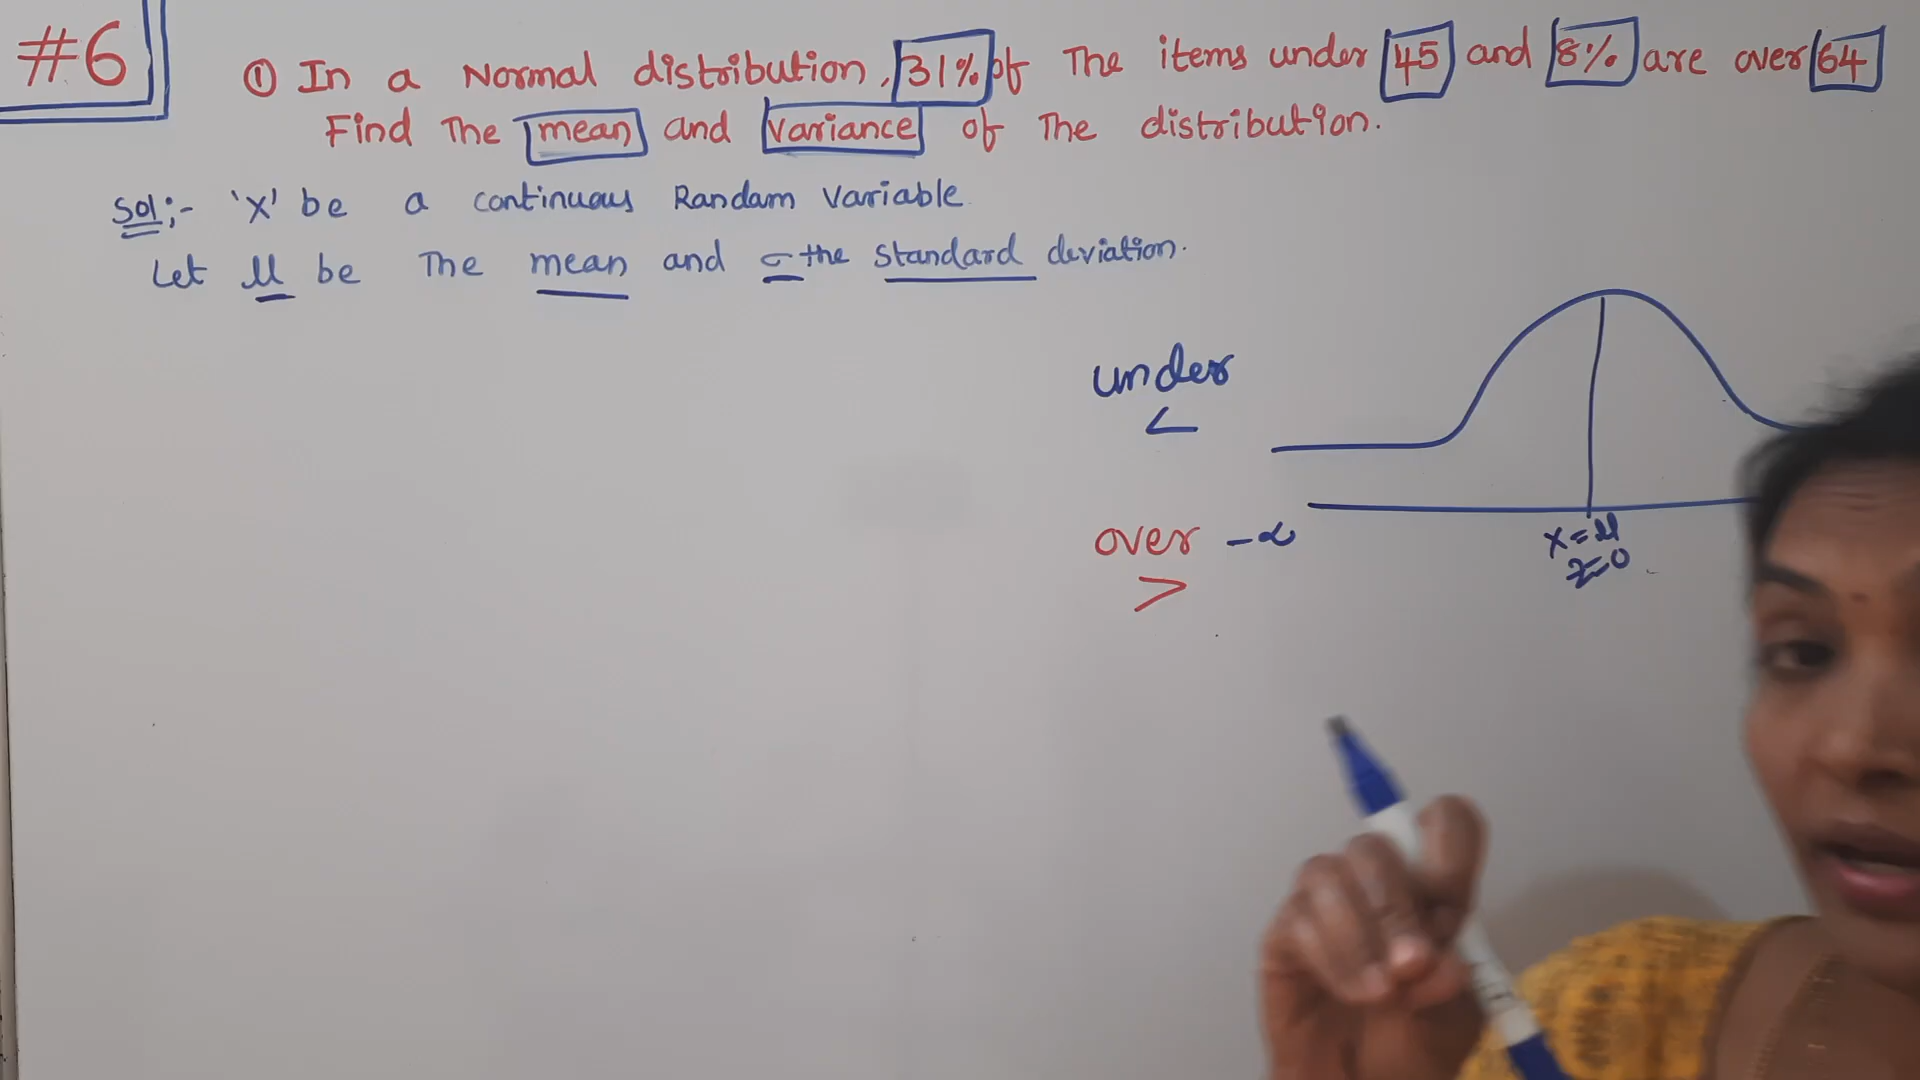 #6
① In a Normal distribution, 31% of The items under 45 and 8% are over 64
Find The mean and variance of The distribution.
Sol:- 'X' be a continuous Randam Variable
Let μ be The mean and σ the Standard deviation.
under
<
over
>
-∞
X=μ
z=0